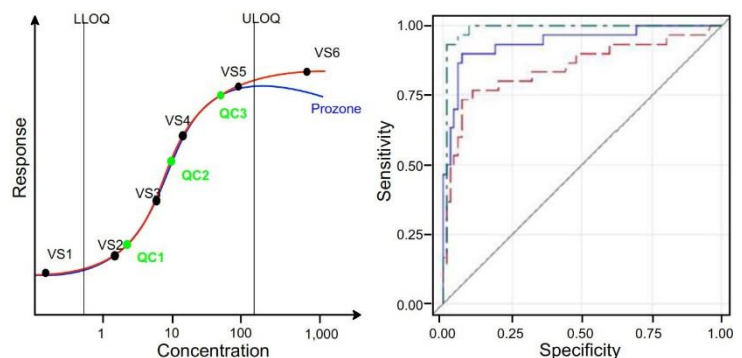 LLOQ
ULOQ
VS6
VS5
Prozone
QC3
VS4
QC2
VS3
VS2
VS1
QC1
Response
1
10
100
1,000
Concentration
1.00
0.75
0.50
0.25
0.00
Sensitivity
0.00
0.25
0.50
0.75
1.00
Specificity